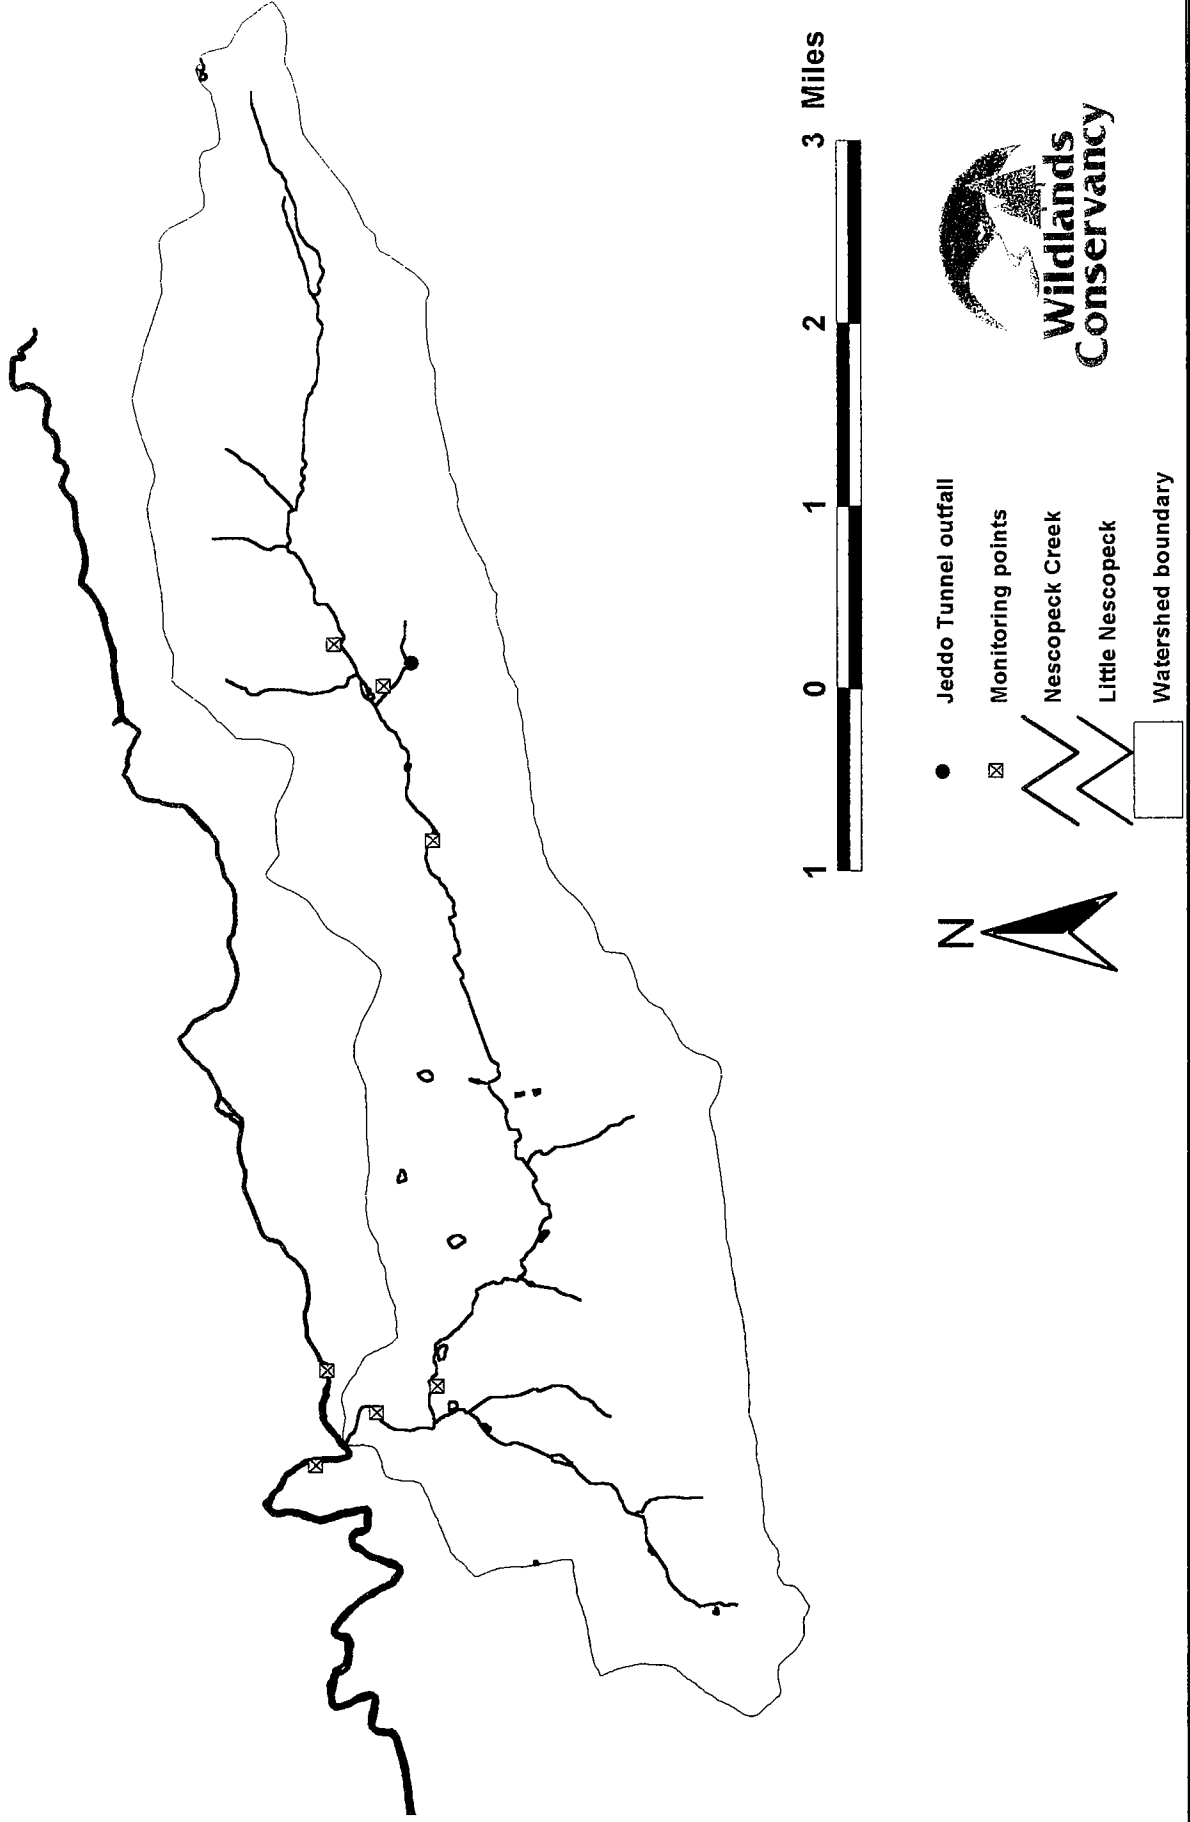 1 0 1 2 3 Miles
N
Jeddo Tunnel outfall
Monitoring points
Nescopeck Creek
Little Nescopeck
Watershed boundary
Wildlands
Conservancy